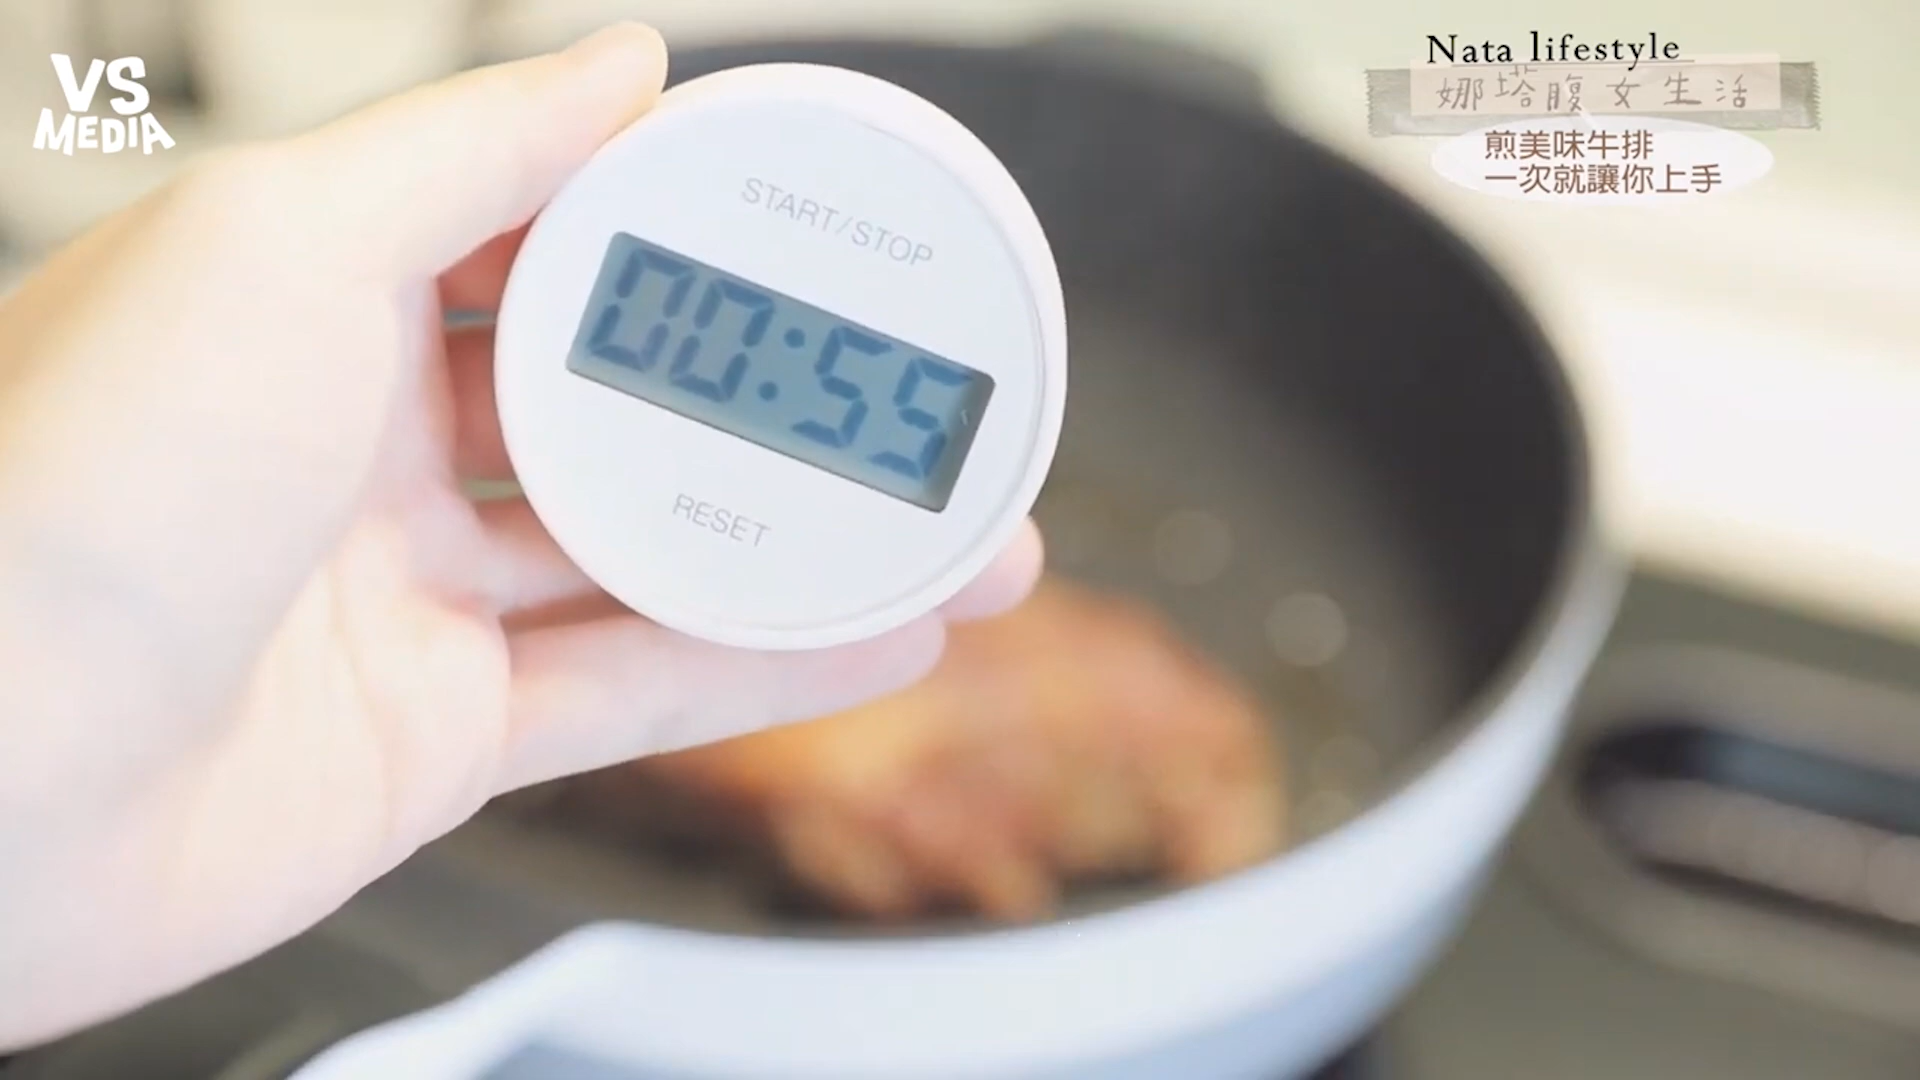 VS
MEDIA
Nata lifestyle
娜塔腹女生活
煎美味牛排
一次就讓你上手
START/STOP
00:55
RESET